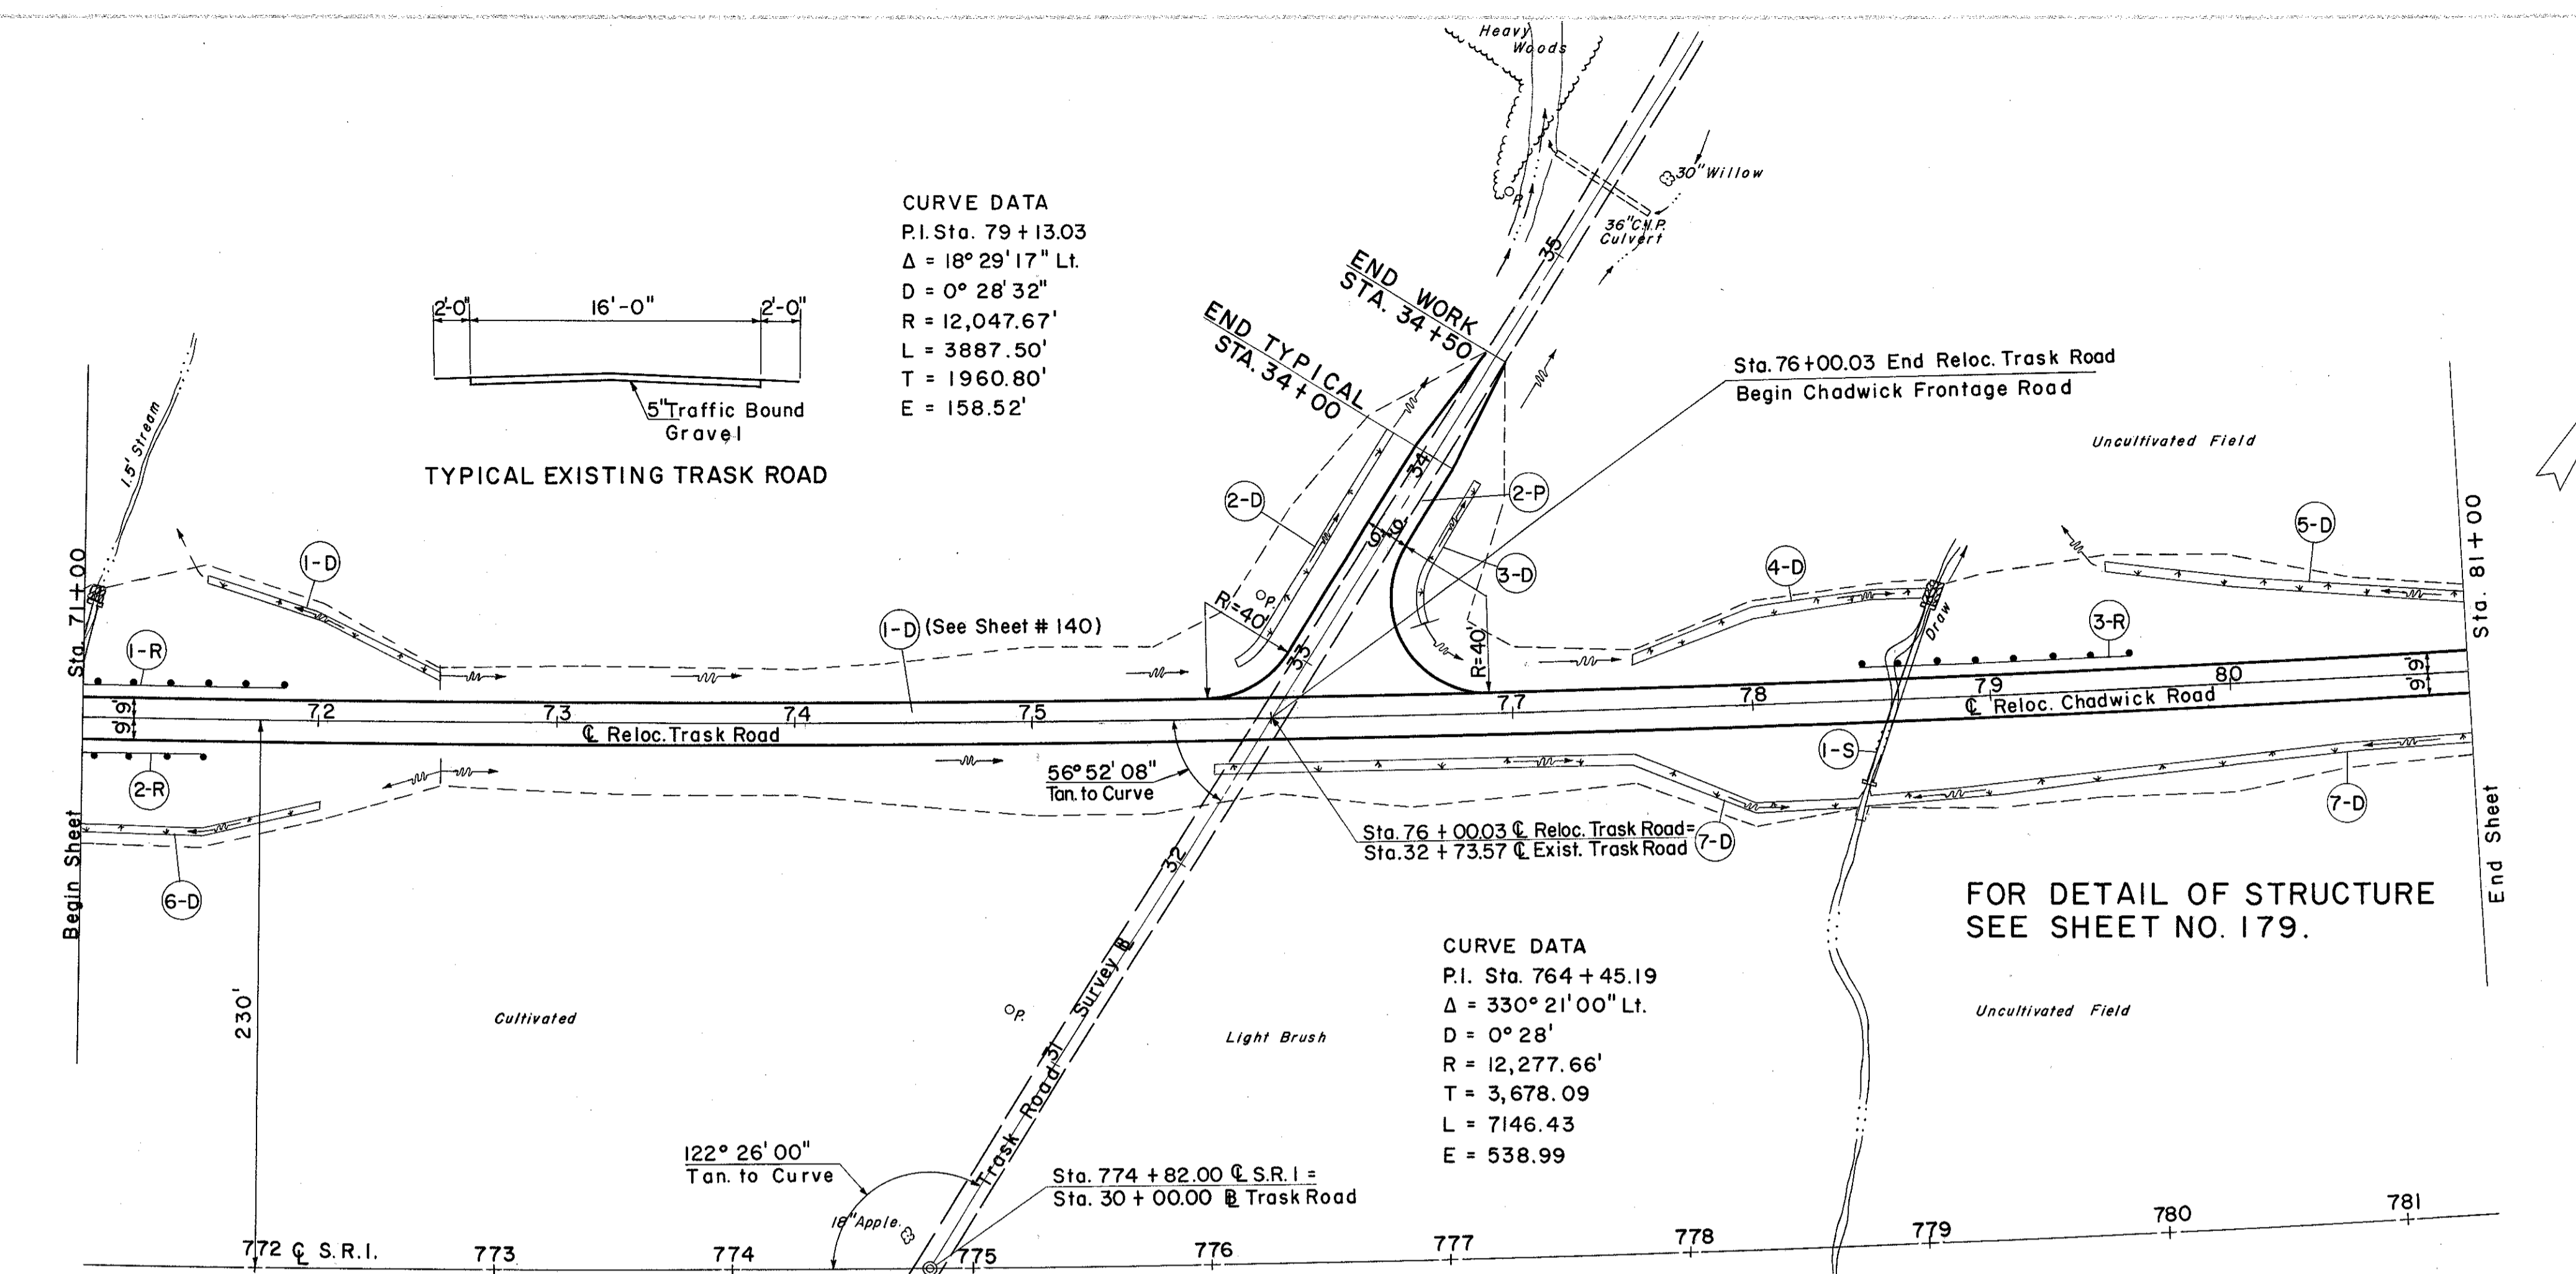 Heavy
Woods
30" Willow
P.
36" C.M.P.
Culvert
35
CURVE DATA
P.I. Sta. 79 + 13.03
Δ = 18° 29' 17" Lt.
D = 0° 28' 32"
R = 12,047.67'
L = 3887.50'
T = 1960.80'
E = 158.52'
2'-0"
16'-0"
2'-0"
5" Traffic Bound
Gravel
TYPICAL EXISTING TRASK ROAD
1.5' Stream
END WORK
STA. 34 + 50
END TYPICAL
STA. 34 + 00
Sta. 76+00.03 End Reloc. Trask Road
Begin Chadwick Frontage Road
Uncultivated Field
34
2-D
2-P
9'
9'
3-D
4-D
5-D
1-D
P.
R=40'
R=40'
1-D (See Sheet # 140)
Sta. 71+00
Sta. 81+00
1-R
3-R
Draw
33
9'
9'
72
73
74
75
77
78
79
80
9'
9'
℄ Reloc. Trask Road
℄ Reloc. Chadwick Road
2-R
1-S
56° 52' 08"
Tan. to Curve
Sta. 76 + 00.03 ℄ Reloc. Trask Road =
Sta. 32 + 73.57 ℄ Exist. Trask Road
7-D
7-D
6-D
Begin Sheet
End Sheet
32
FOR DETAIL OF STRUCTURE
SEE SHEET NO. 179.
230'
Cultivated
P.
Trask Road 31 Survey B
Light Brush
CURVE DATA
P.I. Sta. 764 + 45.19
Δ = 330° 21' 00" Lt.
D = 0° 28'
R = 12,277.66'
T = 3,678.09
L = 7146.43
E = 538.99
Uncultivated Field
122° 26' 00"
Tan. to Curve
18" Apple
Sta. 774 + 82.00 ℄ S.R. 1 =
Sta. 30 + 00.00 B Trask Road
772 ℄ S.R. 1.
773
774
775
776
777
778
779
780
781